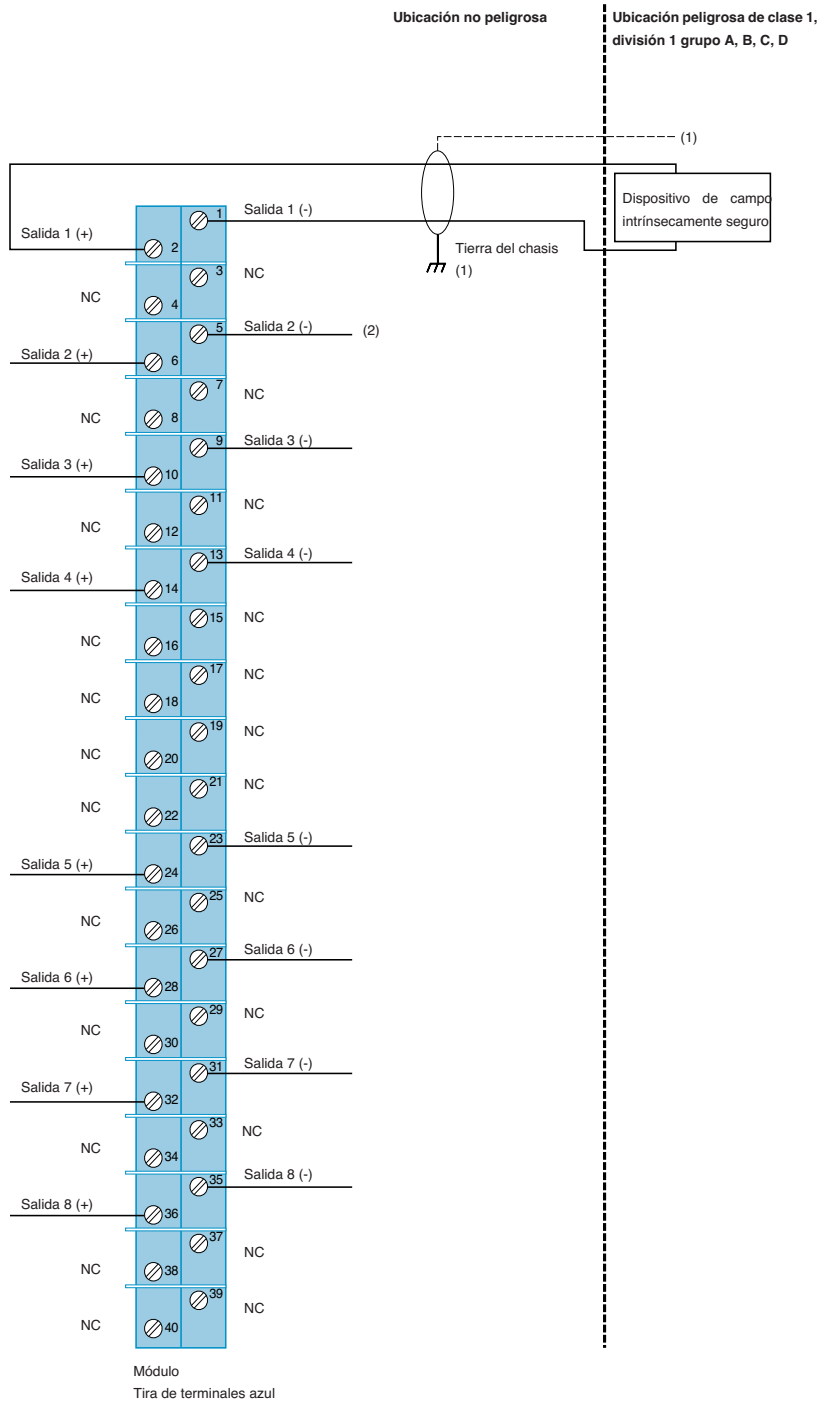 Ubicación no peligrosa
Ubicación peligrosa de clase 1,
división 1 grupo A, B, C, D
(1)
Dispositivo de campo
intrínsecamente seguro
1 Salida 1 (-)
Salida 1 (+) 2
Tierra del chasis
(1)
3 NC
NC 4
5 Salida 2 (-) (2)
Salida 2 (+) 6
7 NC
NC 8
9 Salida 3 (-)
Salida 3 (+) 10
11 NC
NC 12
13 Salida 4 (-)
Salida 4 (+) 14
15 NC
NC 16
17 NC
NC 18
19 NC
NC 20
21 NC
NC 22
23 Salida 5 (-)
Salida 5 (+) 24
25 NC
NC 26
27 Salida 6 (-)
Salida 6 (+) 28
29 NC
NC 30
31 Salida 7 (-)
Salida 7 (+) 32
33 NC
NC 34
35 Salida 8 (-)
Salida 8 (+) 36
37 NC
NC 38
39 NC
NC 40
Módulo
Tira de terminales azul